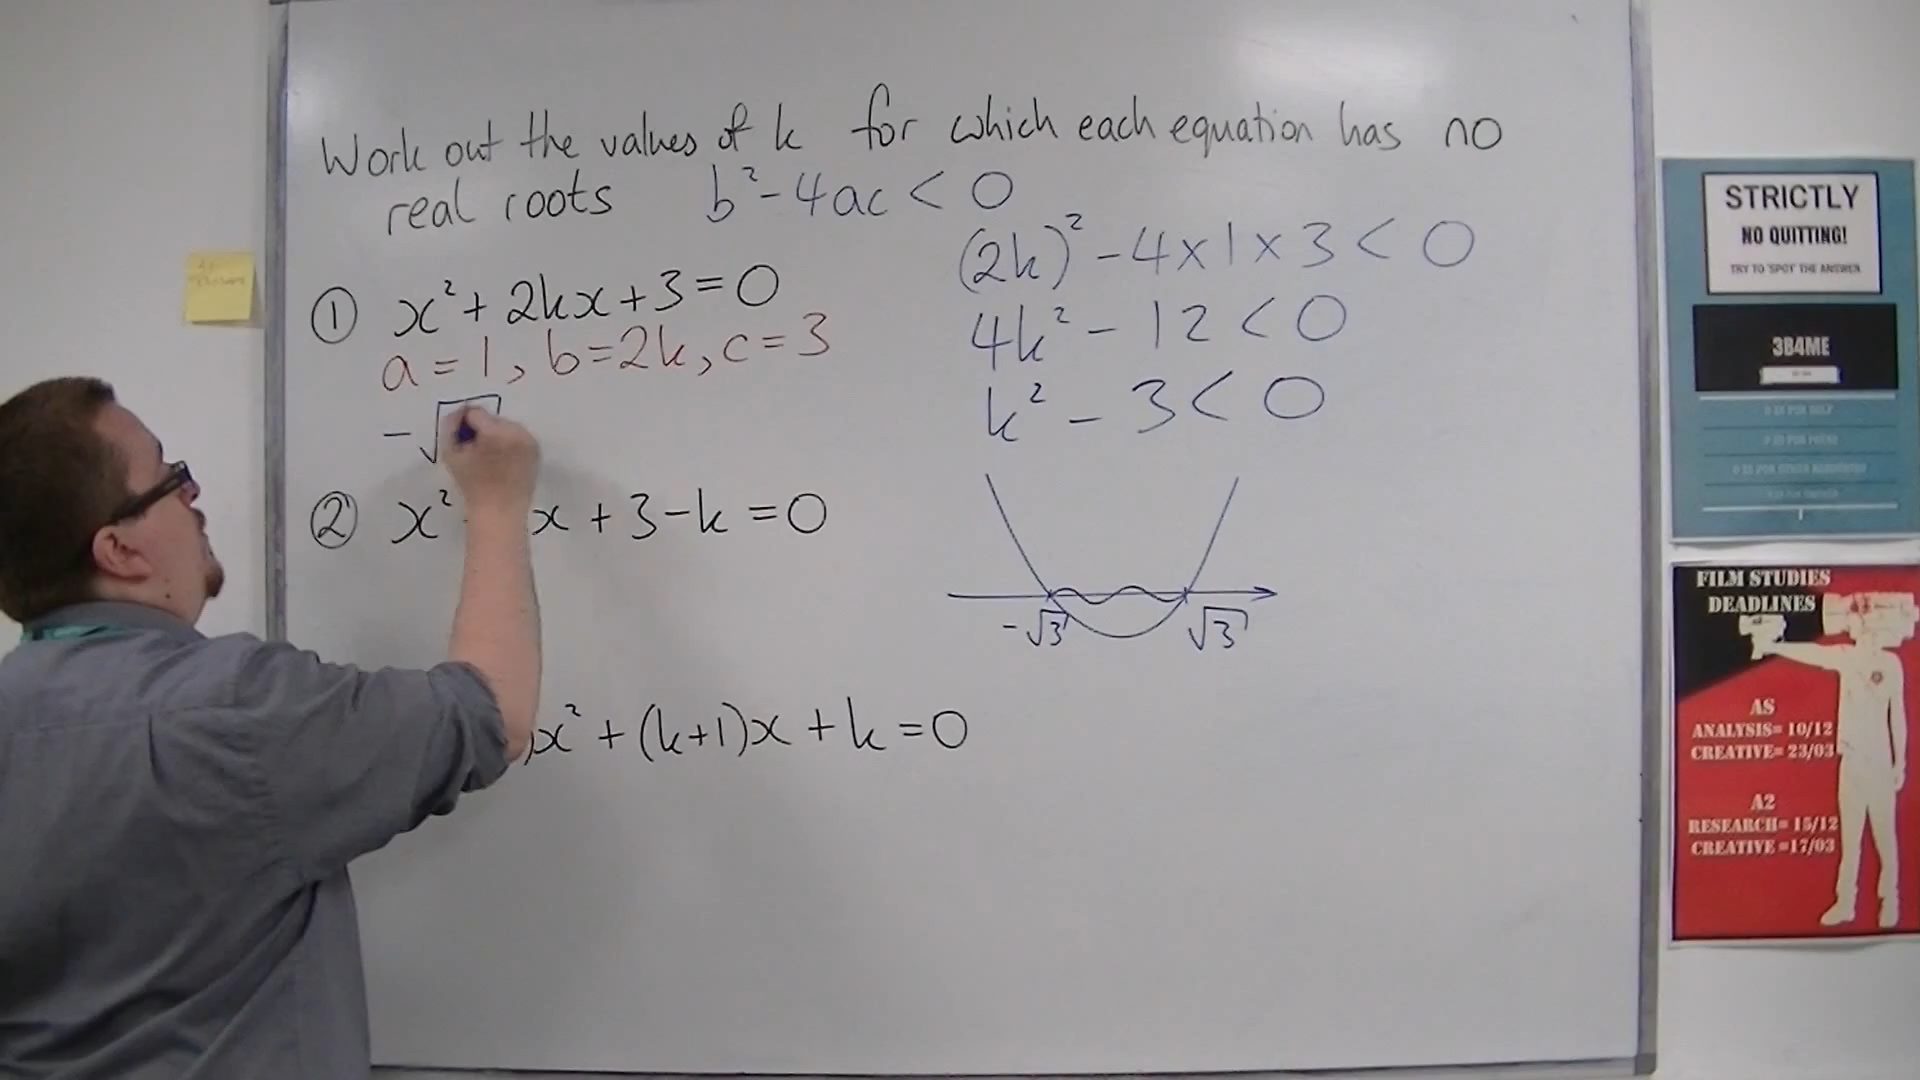 Work out the values of k for which each equation has no
real roots b² - 4ac < 0
① x² + 2kx + 3 = 0
a = 1, b = 2k, c = 3
-√
② x² x + 3 - k = 0
x² + (k+1)x + k = 0
(2k)² - 4 x 1 x 3 < 0
4k² - 12 < 0
k² - 3 < 0
-√3 √3
STRICTLY
NO QUITTING!
TRY TO 'SPOT' THE ANSWER
3B4ME
FILM STUDIES
DEADLINES
AS
ANALYSIS= 10/12
CREATIVE= 23/03
A2
RESEARCH= 15/12
CREATIVE =17/03